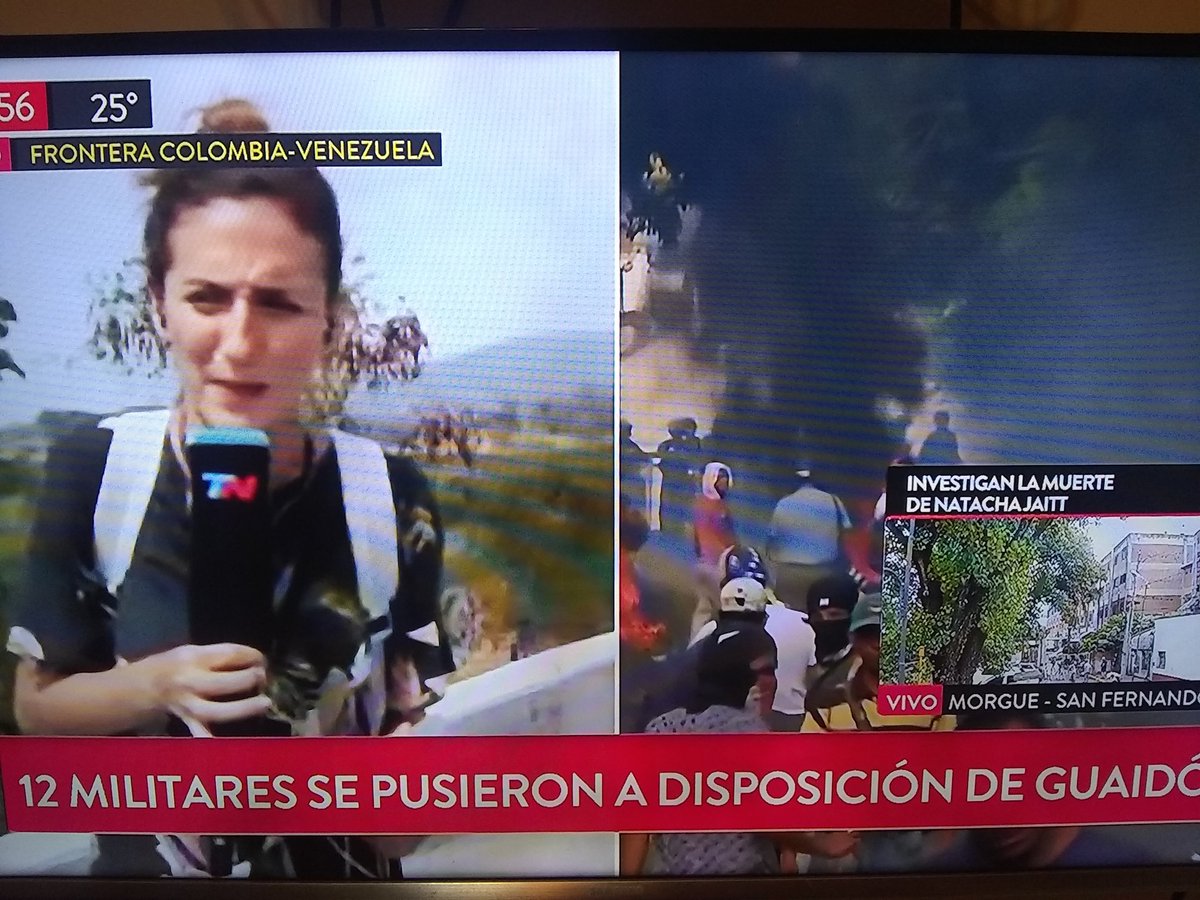 56 25°
FRONTERA COLOMBIA-VENEZUELA
TN
INVESTIGAN LA MUERTE
DE NATACHA JAITT
VIVO MORGUE - SAN FERNANDO
12 MILITARES SE PUSIERON A DISPOSICIÓN DE GUAIDÓ